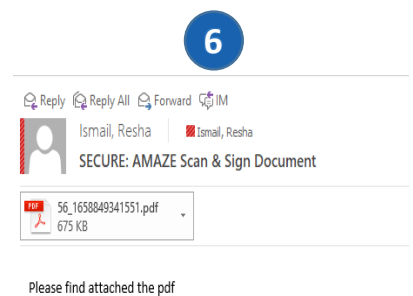 6
Reply Reply All Forward IM
Ismail, Resha Ismail, Resha
SECURE: AMAZE Scan & Sign Document
PDF 56_1658849341551.pdf
675 KB
Please find attached the pdf